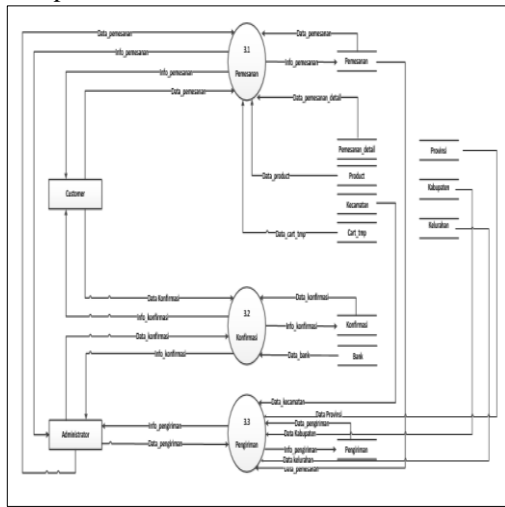 Data_pemesanan
Data_pemesanan
3.1
Info_pemesanan
Info_pemesanan
Pemesanan
Info_pemesanan
Pemesanan
Data_pemesanan
Data_pemesanan_detail
Pemesanan_detail
Provinsi
Data_product
Product
Customer
Kecamatan
Kabupaten
Data_cart_tmp
Cart_tmp
Kelurahan
Data Konfirmasi
3.2
Data_konfirmasi
Info_konfirmasi
Konfirmasi
Info_konfirmasi
Konfirmasi
Data_konfirmasi
Info_konfirmasi
Data_bank
Bank
Data_kecamatan
3.3
Data Provinsi
Administrator
Info_pengiriman
Pengiriman
Data_pengiriman
Data Kabupaten
Data_pengiriman
Info_pengiriman
Pengiriman
Data kelurahan
Data_pemesanan